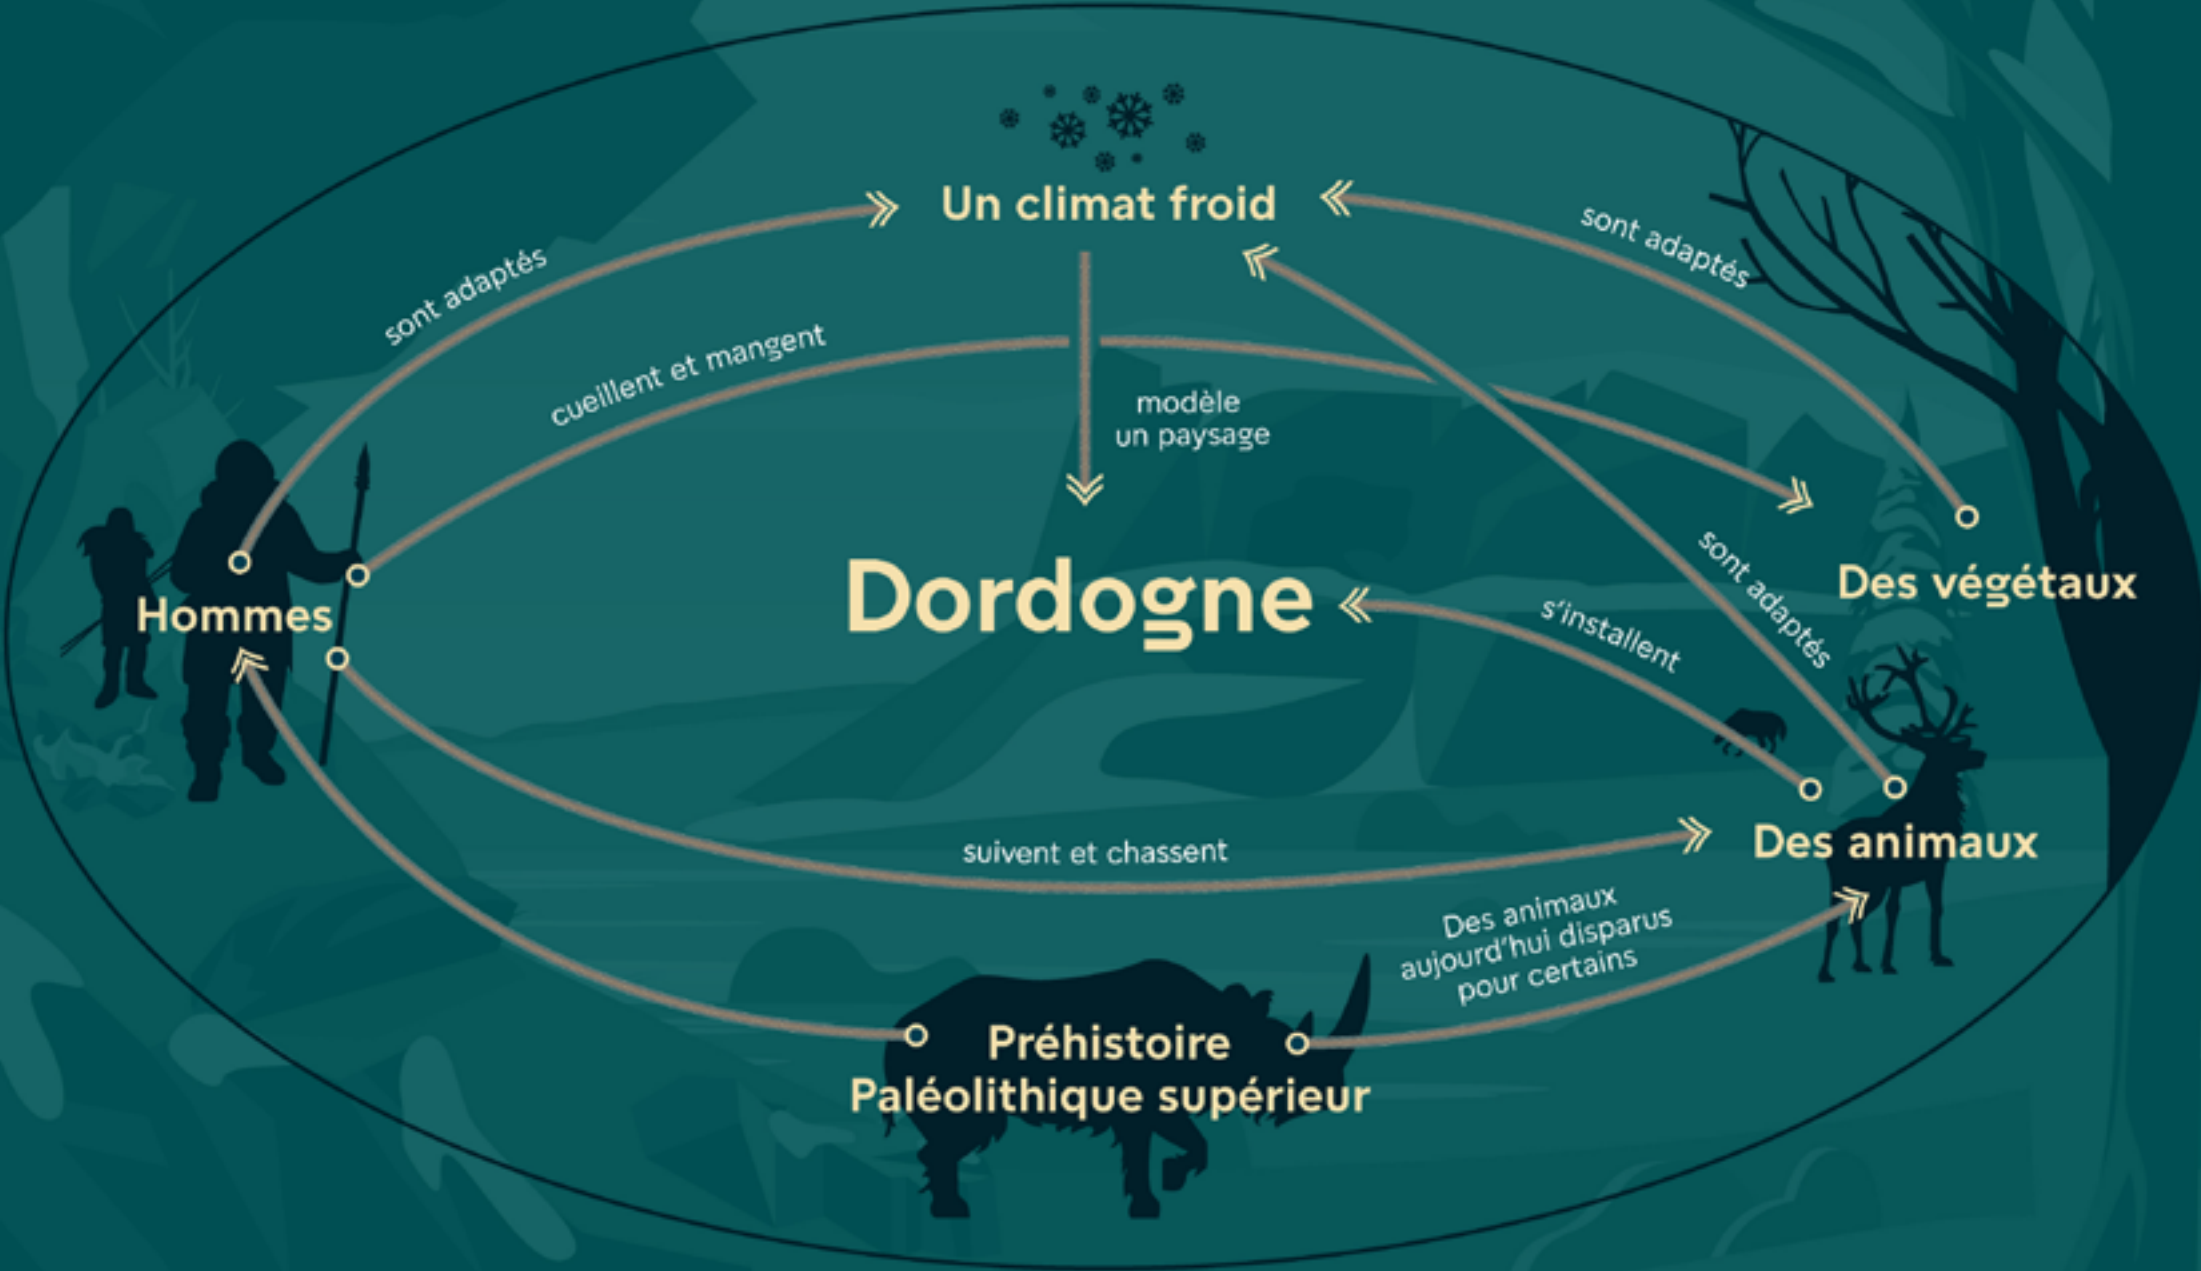 Un climat froid
sont adaptés
sont adaptés
cueillent et mangent
modèle
un paysage
Dordogne
Hommes
Des végétaux
sont adaptés
s'installent
Des animaux
suivent et chassent
Des animaux
aujourd'hui disparus
pour certains
Préhistoire
Paléolithique supérieur